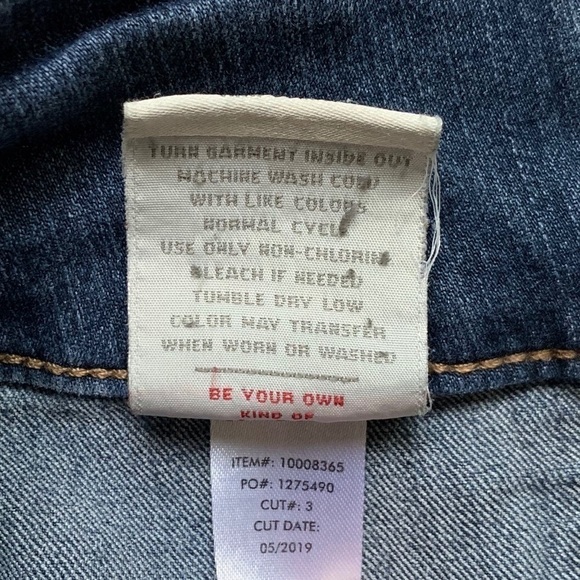 TURN GARMENT INSIDE OUT
MACHINE WASH COLD
WITH LIKE COLORS
NORMAL CYCLE
USE ONLY NON-CHLORINE
BLEACH IF NEEDED
TUMBLE DRY LOW
COLOR MAY TRANSFER
WHEN WORN OR WASHED
BE YOUR OWN
KIND OF
ITEM#: 10008365
PO#: 1275490
CUT#: 3
CUT DATE:
05/2019